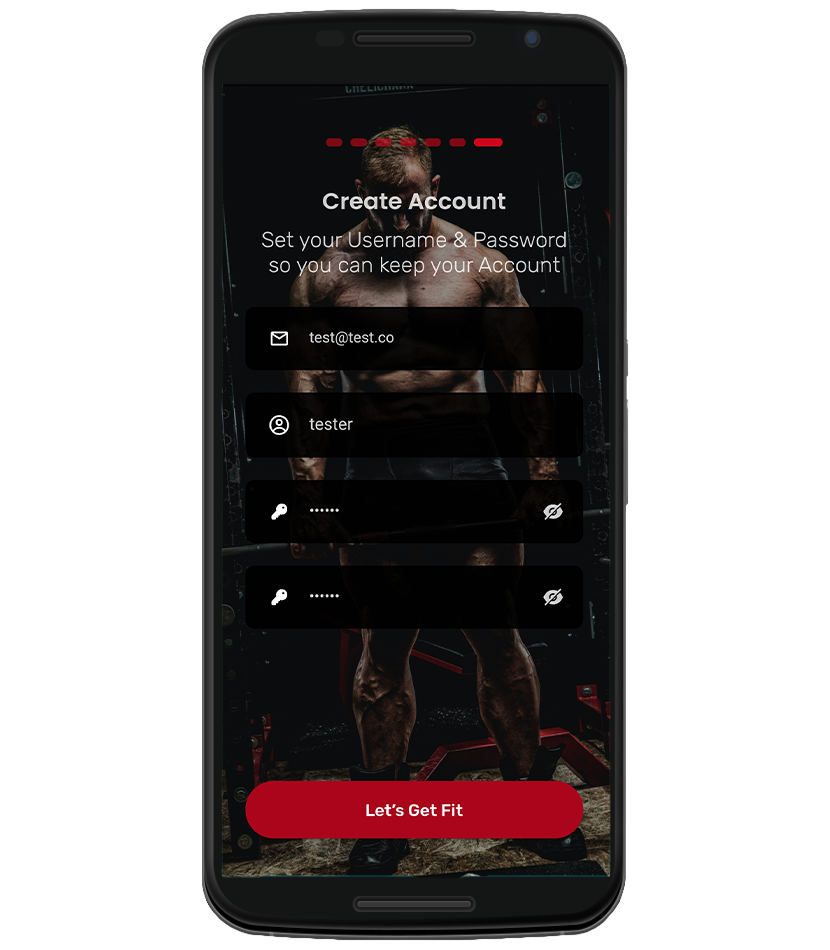 Create Account
Set your Username & Password
so you can keep your Account
test@test.co
tester
••••••
••••••
Let's Get Fit